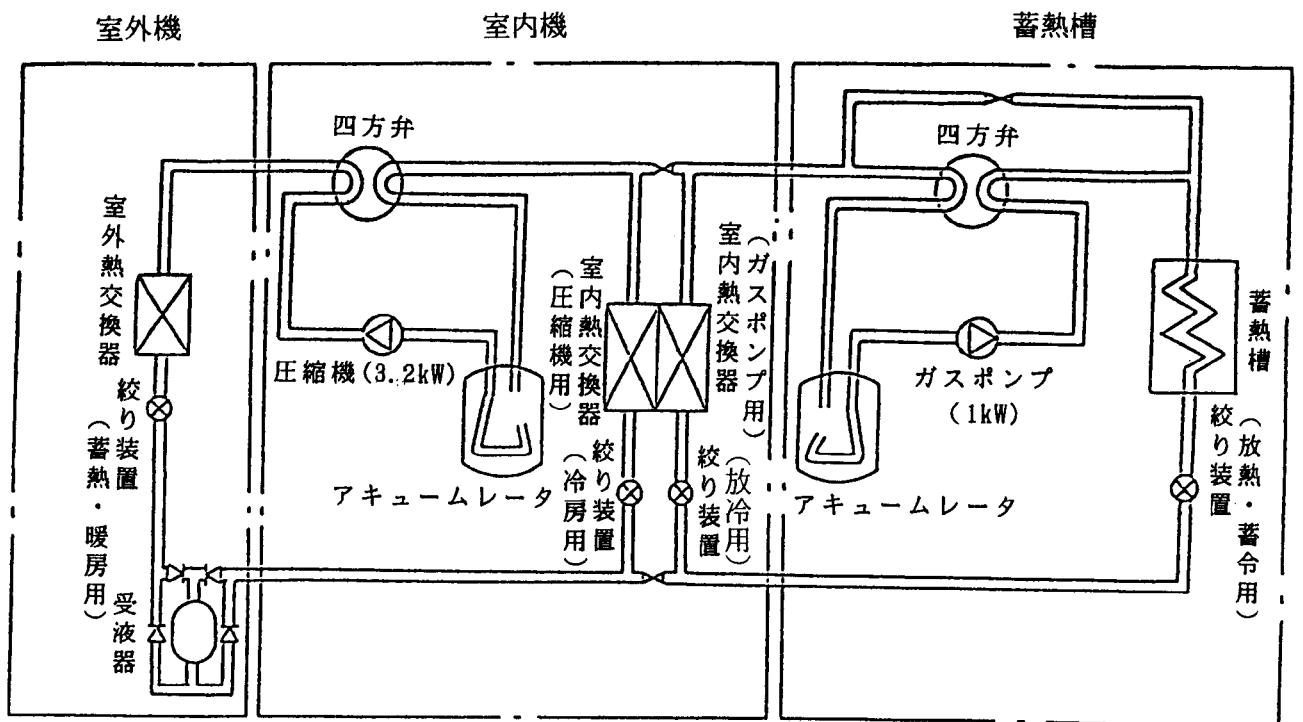 室外機
室内機
蓄熱槽
四方弁
四方弁
室外熱交換器
圧縮機(3.2kW)
室内熱交換器
(圧縮機用)
室内熱交換器
(ガスポンプ用)
ガスポンプ
(1kW)
蓄熱槽
絞り装置
(蓄熱・暖房用)
アキュームレータ
絞り装置
(冷房用)
絞り装置
(放冷用)
アキュームレータ
絞り装置
(放熱・蓄令用)
受液器